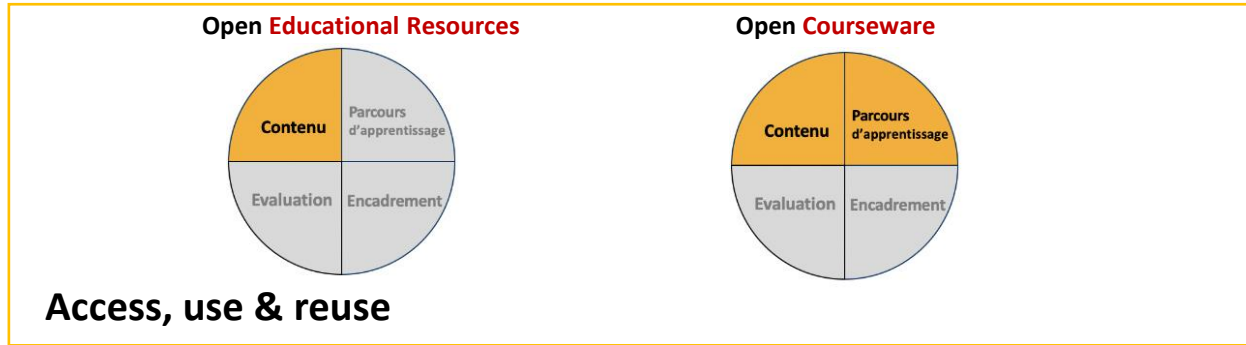 Open Educational Resources
Contenu
Parcours
d'apprentissage
Evaluation
Encadrement
Open Courseware
Contenu
Parcours
d'apprentissage
Evaluation
Encadrement
Access, use & reuse